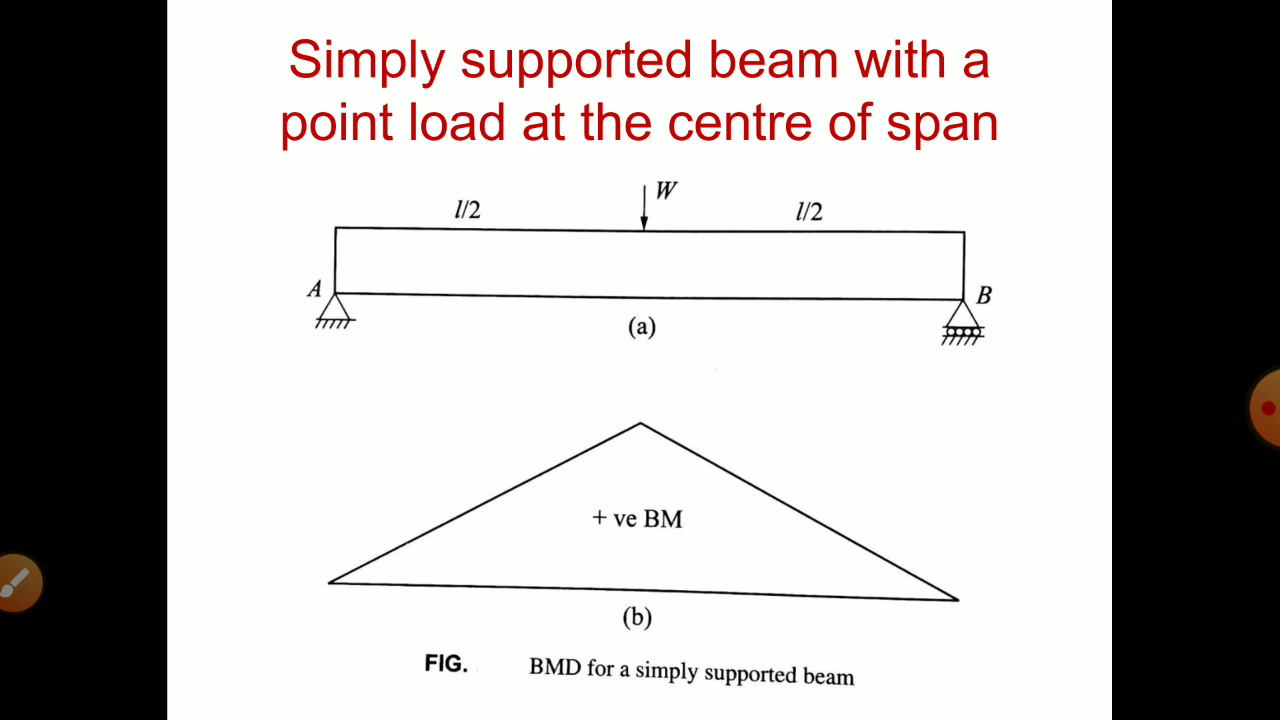 Simply supported beam with a
point load at the centre of span
W
l/2
l/2
A
B
(a)
+ ve BM
(b)
FIG. BMD for a simply supported beam